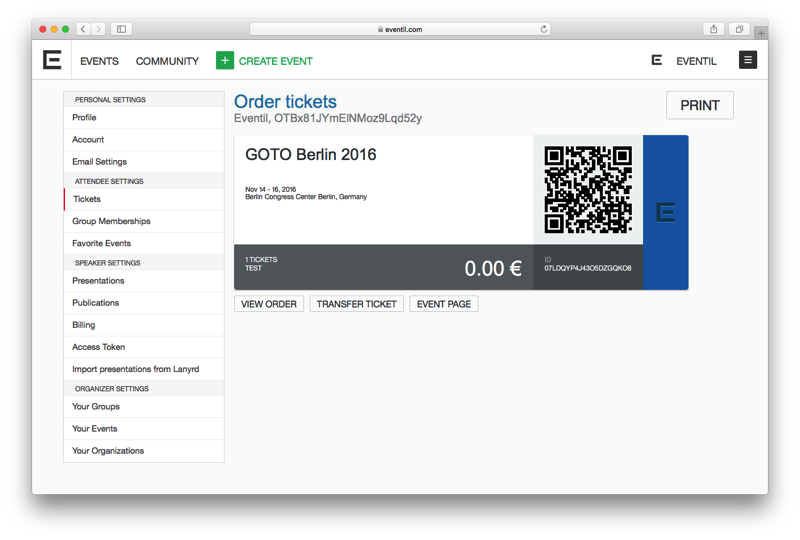 eventil.com
EVENTS
COMMUNITY
CREATE EVENT
EVENTIL
PERSONAL SETTINGS
Profile
Account
Email Settings
ATTENDEE SETTINGS
Tickets
Group Memberships
Favorite Events
SPEAKER SETTINGS
Presentations
Publications
Billing
Access Token
Import presentations from Lanyrd
ORGANIZER SETTINGS
Your Groups
Your Events
Your Organizations
Order tickets
Eventil, OTBx81JYmElNMoz9Lqd52y
PRINT
GOTO Berlin 2016
Nov 14 - 16, 2016
Berlin Congress Center Berlin, Germany
1 TICKETS
TEST
0.00 €
ID
07LDQYP4J43O5DZGQKO8
VIEW ORDER
TRANSFER TICKET
EVENT PAGE